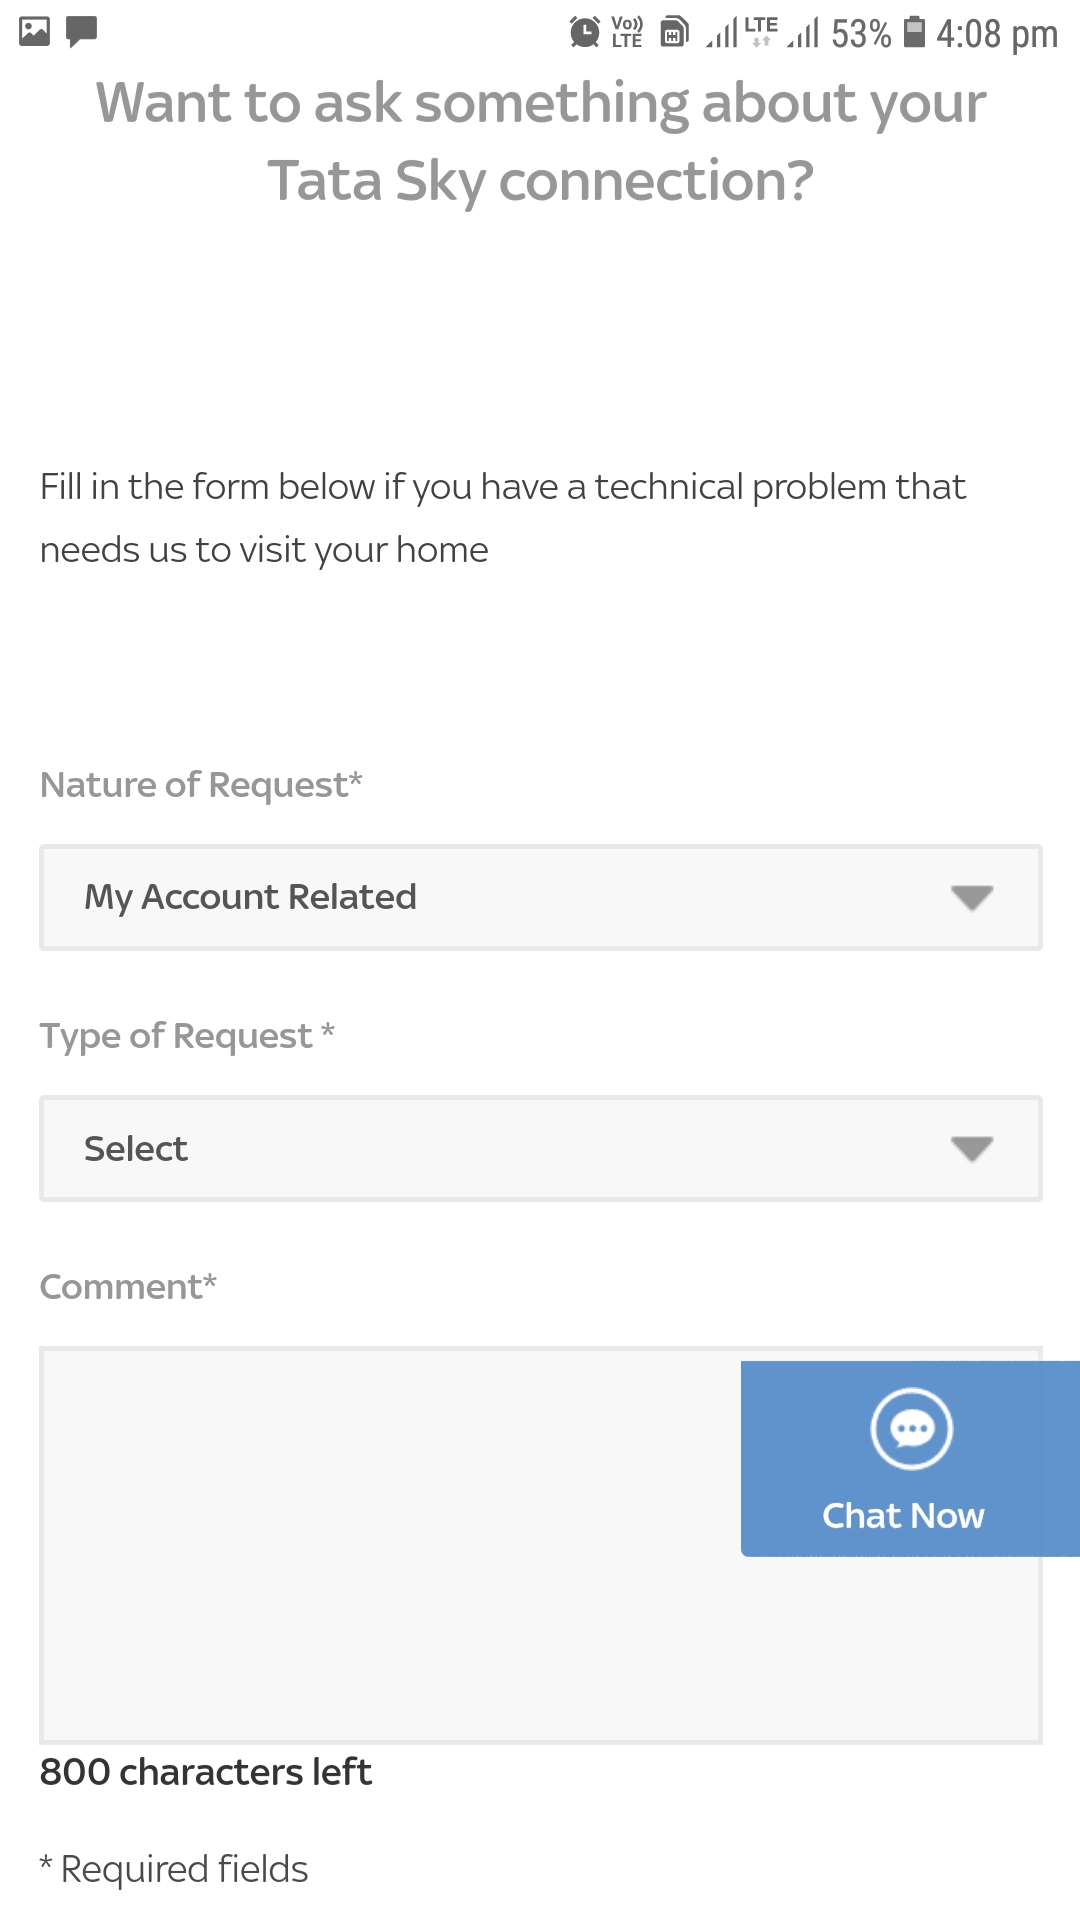 Vo)) LTE LTE 53% 4:08 pm
Want to ask something about your
Tata Sky connection?
Fill in the form below if you have a technical problem that
needs us to visit your home
Nature of Request*
My Account Related
Type of Request *
Select
Comment*
Chat Now
800 characters left
* Required fields